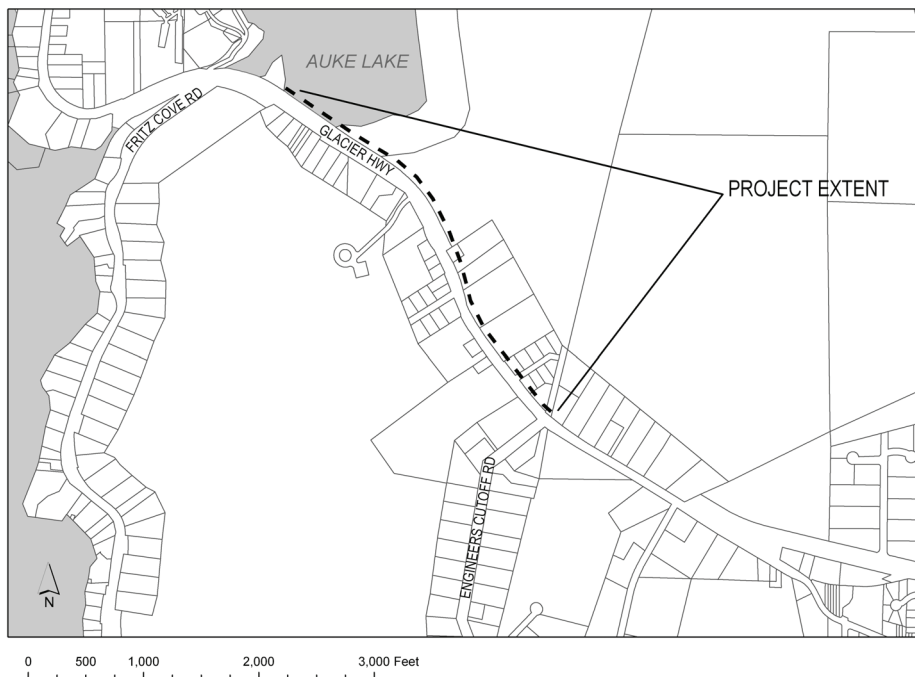 AUKE LAKE
FRITZ COVE RD
GLACIER HWY
PROJECT EXTENT
ENGINEERS CUTOFF RD
N
0 500 1,000 2,000 3,000 Feet